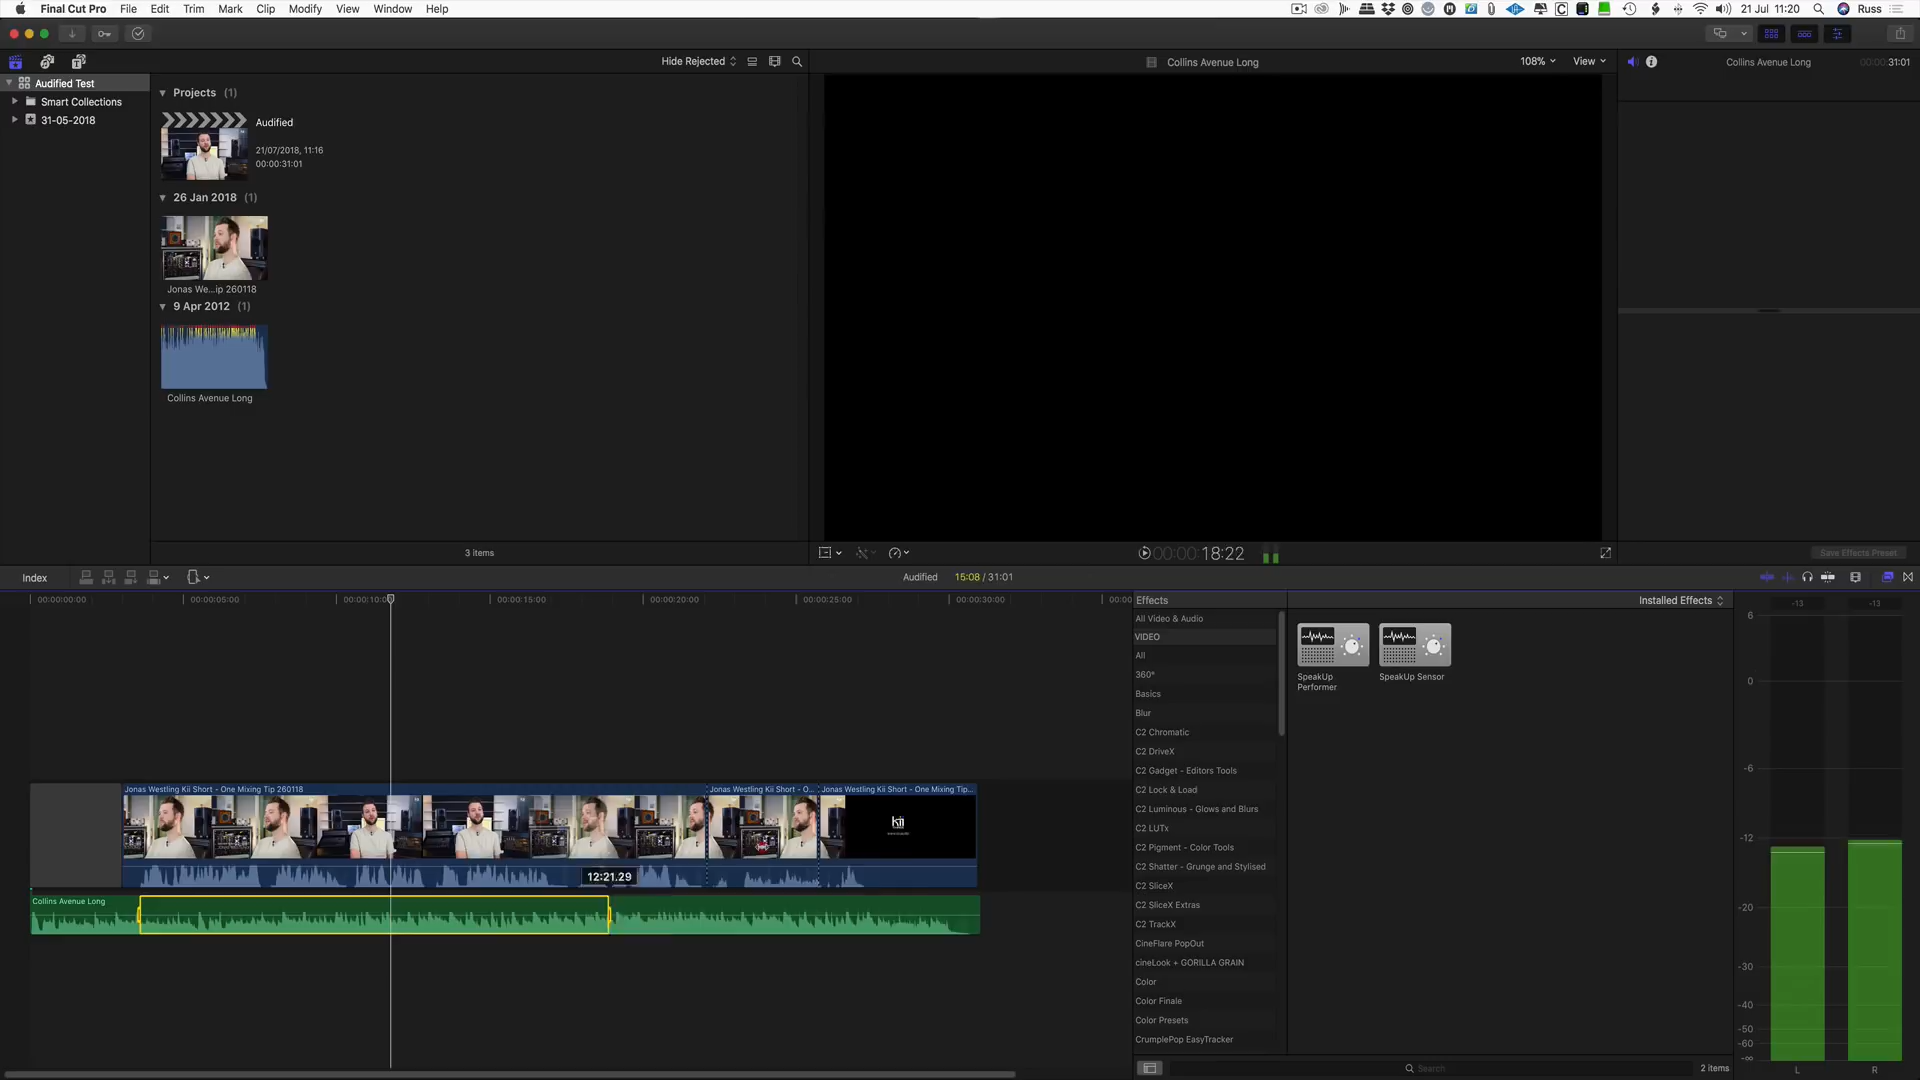 Final Cut Pro File Edit Trim Mark Clip Modify View Window Help
21 Jul 11:20 Russ
Hide Rejected
Collins Avenue Long
108% View
Collins Avenue Long
00:00:31:01
Audified Test
Smart Collections
31-05-2018
Projects (1)
Audified
21/07/2018, 11:16
00:00:31:01
26 Jan 2018 (1)
Jonas We...ip 260118
9 Apr 2012 (1)
Collins Avenue Long
3 items
00:00:18:22
Save Effects Preset
Index
Audified 15:08 / 31:01
00:00:00:00
00:00:05:00
00:00:10:00
00:00:15:00
00:00:20:00
00:00:25:00
00:00:30:00
Jonas Westling Kii Short - One Mixing Tip 260118
Jonas Westling Kii Short - O...
Jonas Westling Kii Short - One Mixing Tip...
kii
12:21.29
Collins Avenue Long
Effects
Installed Effects
All Video & Audio
VIDEO
All
360°
Basics
Blur
C2 Chromatic
C2 DriveX
C2 Gadget - Editors Tools
C2 Lock & Load
C2 Luminous - Glows and Blurs
C2 LUTx
C2 Pigment - Color Tools
C2 Shatter - Grunge and Stylised
C2 SliceX
C2 SliceX Extras
C2 TrackX
CineFlare PopOut
cineLook + GORILLA GRAIN
Color
Color Finale
Color Presets
CrumplePop EasyTracker
SpeakUp
Performer
SpeakUp Sensor
Search
2 items
-13 -13
6
0
-6
-12
-20
-30
-40
-50
-60
-∞
L R